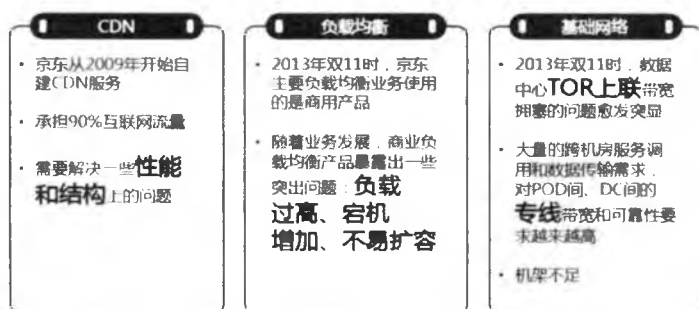 CDN
京东从2009年开始自
建CDN服务
承担90%互联网流量
需要解决一些性能
和结构上的问题
负载均衡
2013年双11时,京东
主要负载均衡业务使用
的是商用产品
随着业务发展,商业负
载均衡产品暴露出一些
突出问题:负载
过高、宕机
增加、不易扩容
基础网络
2013年双11时,数据
中心TOR上联带宽
拥塞的问题愈发突显
大量的跨机房服务调
用和数据传输需求,
对POD间、DC间的
专线带宽和可靠性要
求越来越高
机架不足